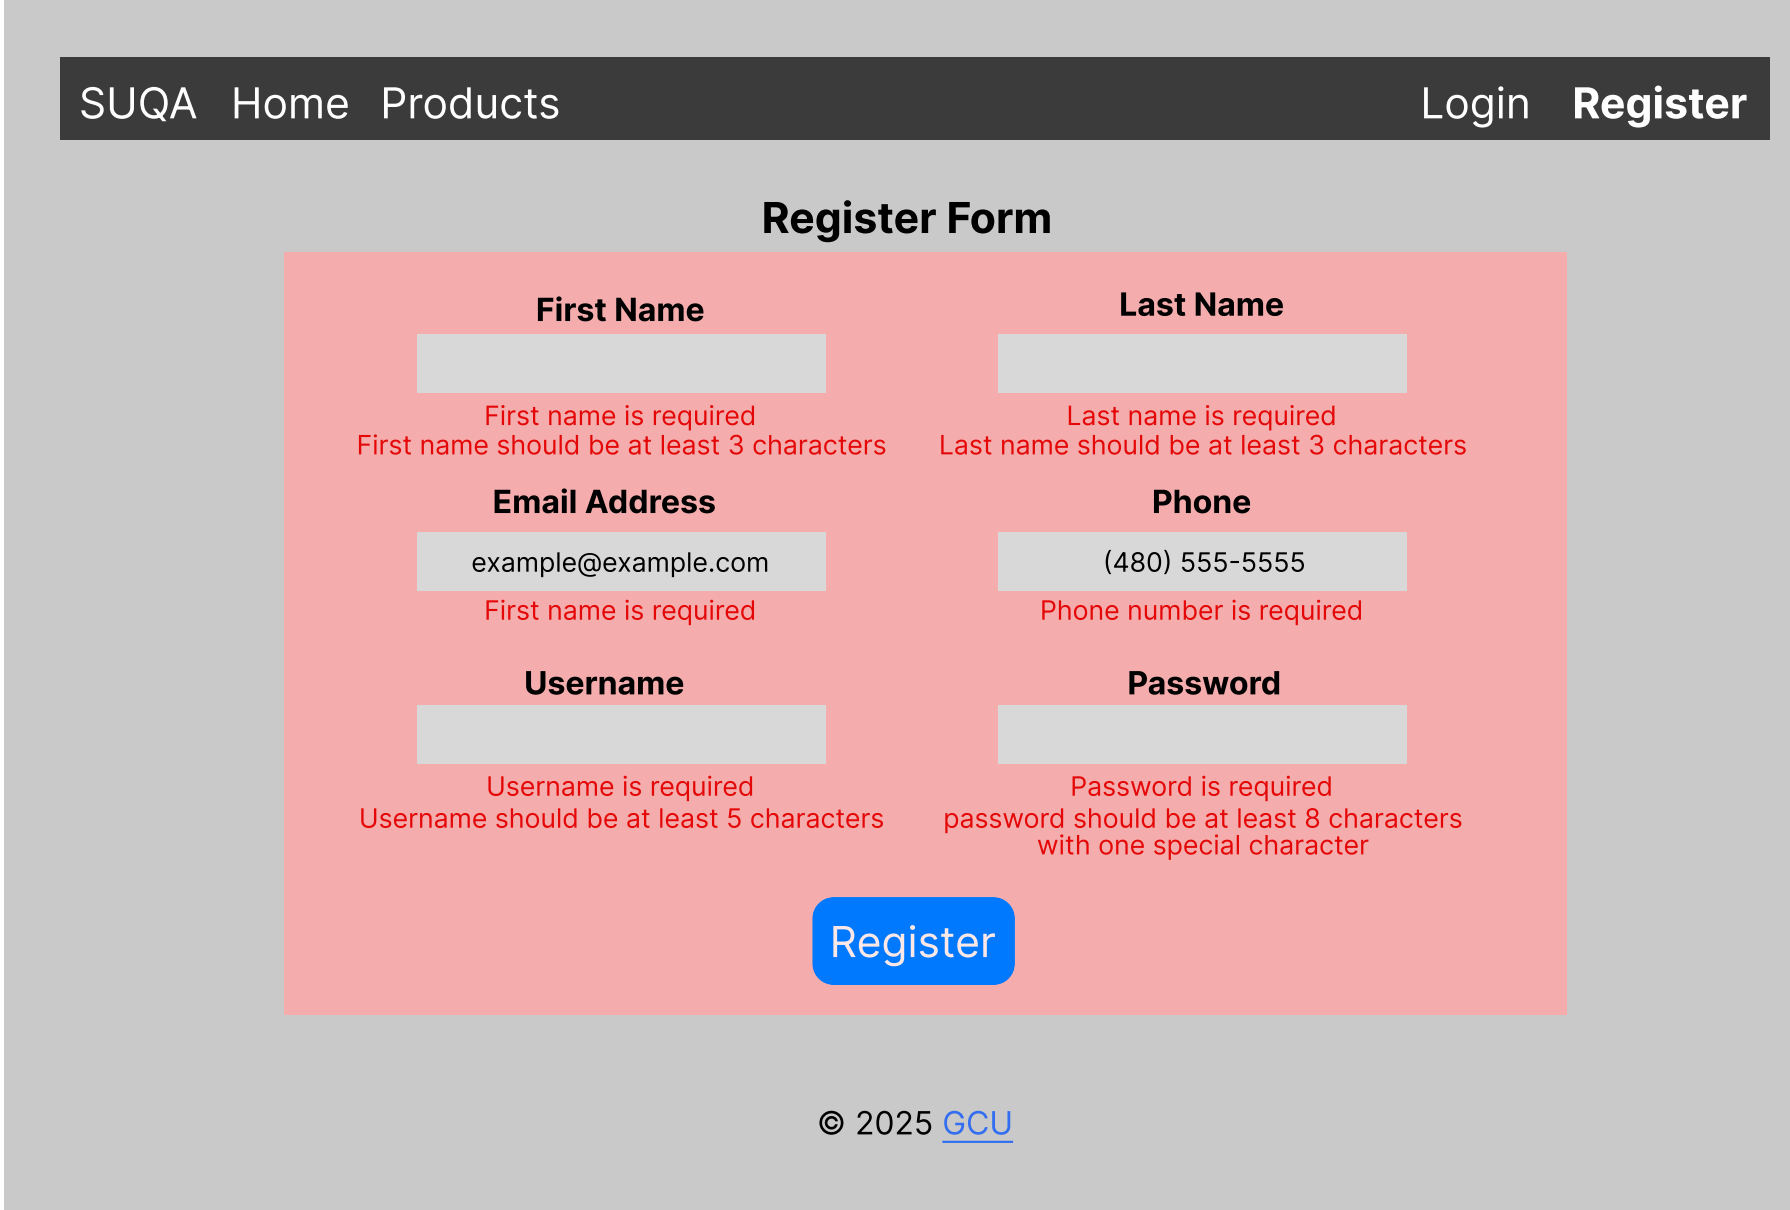 SUQA Home Products Login Register
Register Form
First Name
Last Name
First name is required
First name should be at least 3 characters
Last name is required
Last name should be at least 3 characters
Email Address
Phone
example@example.com
(480) 555-5555
First name is required
Phone number is required
Username
Password
Username is required
Username should be at least 5 characters
Password is required
password should be at least 8 characters
with one special character
Register
© 2025 GCU